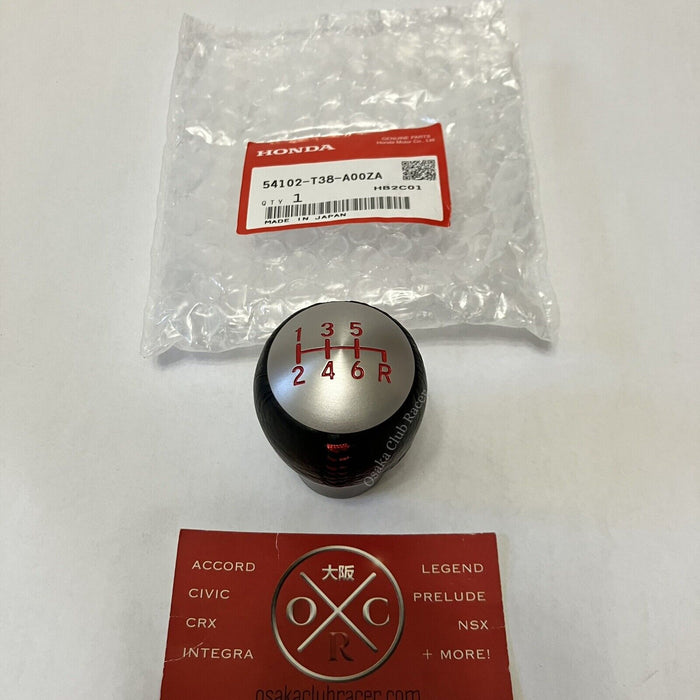 GENUINE PARTS
Honda Motor Co., Ltd.
HONDA
54102-T38-A00ZA
HB2C01
QTY 1
MADE IN JAPAN
1 3 5
2 4 6 R
Osaka Club Racer
大阪
ACCORD
CIVIC
CRX
INTEGRA
O C
R
LEGEND
PRELUDE
NSX
+ MORE!
osakaclubracer.com